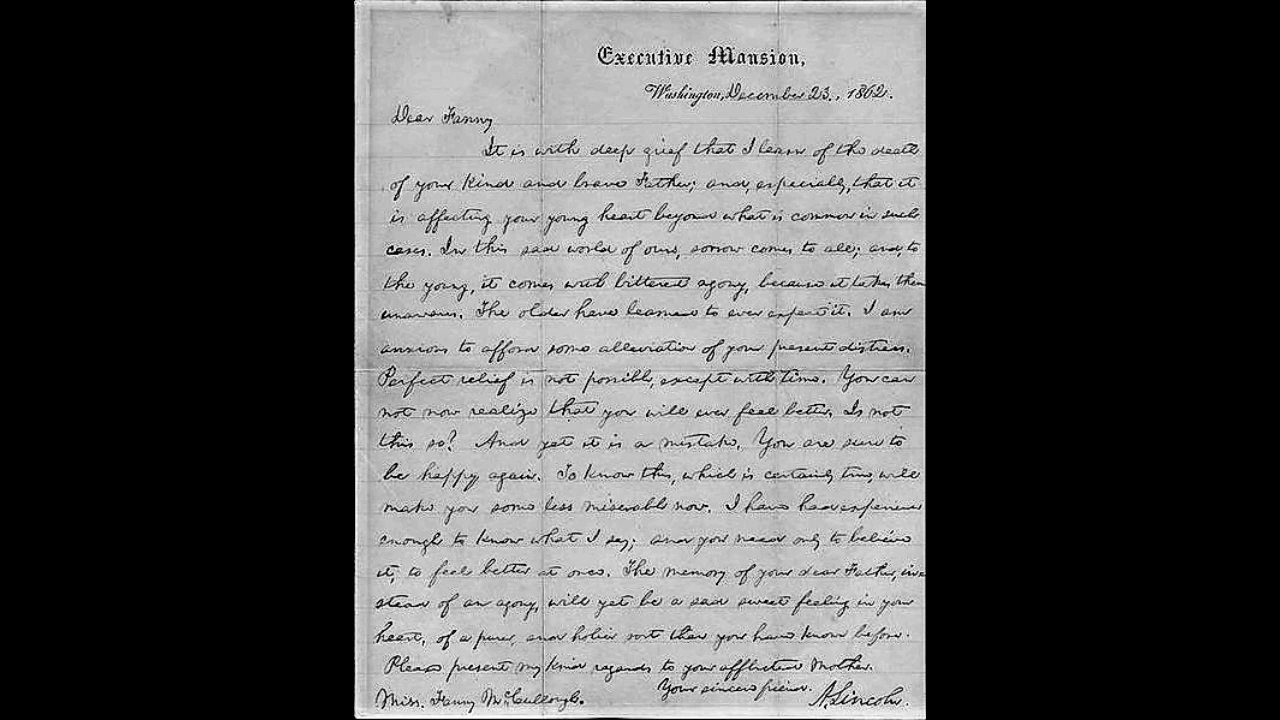 Executive Mansion,
Washington, December 23, 1862.
Dear Fanny
It is with deep grief that I learn of the death
of your kind and brave Father; and, especially, that it
is affecting your young heart beyond what is common in such
cases. In this sad world of ours, sorrow comes to all; and, to
the young, it comes with bitterest agony, because it takes them
unawares. The older have learned to ever expect it. I am
anxious to afford some alleviation of your present distress.
Perfect relief is not possible, except with time. You can
not now realize that you will ever feel better. Is not
this so? And yet it is a mistake. You are sure to
be happy again. To know this, which is certainly true, will
make you some less miserable now. I have had experience
enough to know what I say; and you need only to believe
it, to feel better at once. The memory of your dear Father, in-
stead of an agony, will yet be a sad sweet feeling in your
heart, of a purer, and holier sort than you have known before.
Please present my kind regards to your afflicted mother.
Your sincere friend.
A. Lincoln.
Miss. Fanny McCullough.